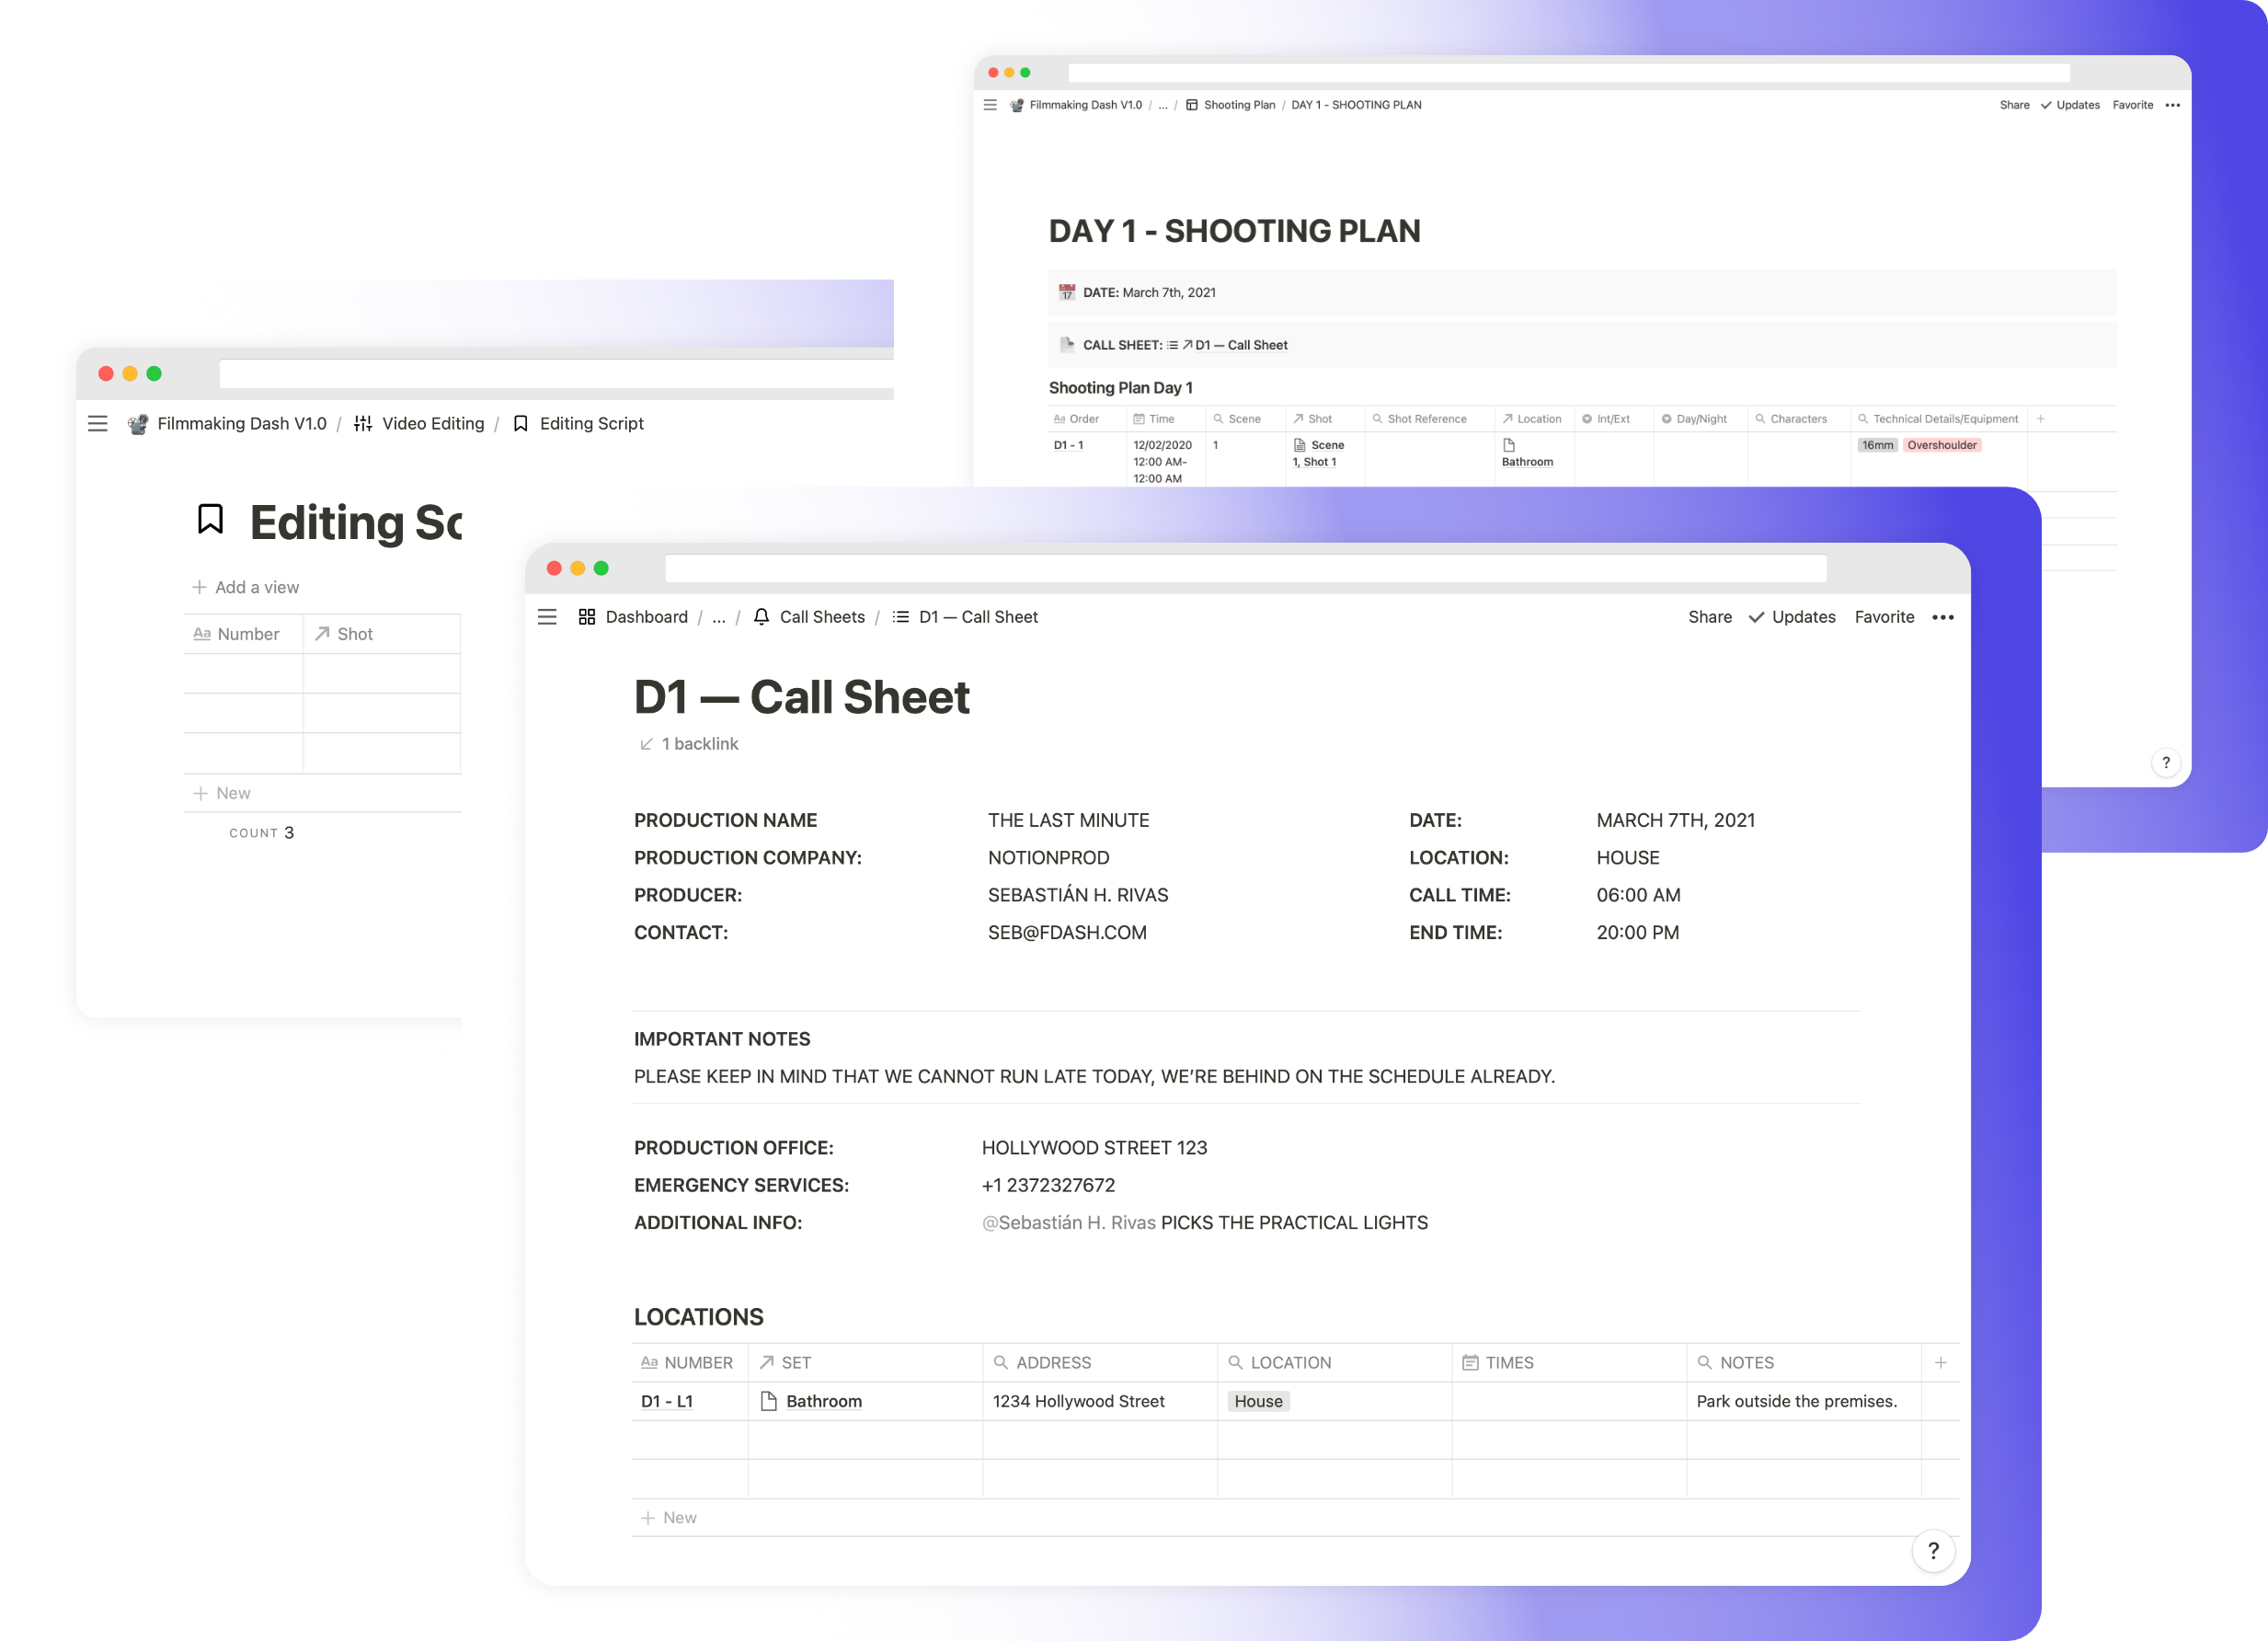 Filmmaking Dash V1.0 / ... / Shooting Plan / DAY 1 - SHOOTING PLAN
Share Updates Favorite •••
DAY 1 - SHOOTING PLAN
17 DATE: March 7th, 2021
CALL SHEET: D1 — Call Sheet
Shooting Plan Day 1
Aa Order Time Scene Shot Shot Reference Location Int/Ext Day/Night Characters Technical Details/Equipment +
D1 - 1 12/02/2020 1 Scene 16mm Overshoulder
12:00 AM- 1, Shot 1 Bathroom
12:00 AM
?
Filmmaking Dash V1.0 / Video Editing / Editing Script
Editing Sc
+ Add a view
Aa Number Shot
+ New
COUNT 3
Dashboard / ... / Call Sheets / D1 — Call Sheet
Share Updates Favorite •••
D1 — Call Sheet
1 backlink
PRODUCTION NAME THE LAST MINUTE DATE: MARCH 7TH, 2021
PRODUCTION COMPANY: NOTIONPROD LOCATION: HOUSE
PRODUCER: SEBASTIÁN H. RIVAS CALL TIME: 06:00 AM
CONTACT: SEB@FDASH.COM END TIME: 20:00 PM
IMPORTANT NOTES
PLEASE KEEP IN MIND THAT WE CANNOT RUN LATE TODAY, WE’RE BEHIND ON THE SCHEDULE ALREADY.
PRODUCTION OFFICE: HOLLYWOOD STREET 123
EMERGENCY SERVICES: +1 2372327672
ADDITIONAL INFO: @Sebastián H. Rivas PICKS THE PRACTICAL LIGHTS
LOCATIONS
Aa NUMBER SET ADDRESS LOCATION TIMES NOTES +
D1 - L1 Bathroom 1234 Hollywood Street House Park outside the premises.
+ New
?